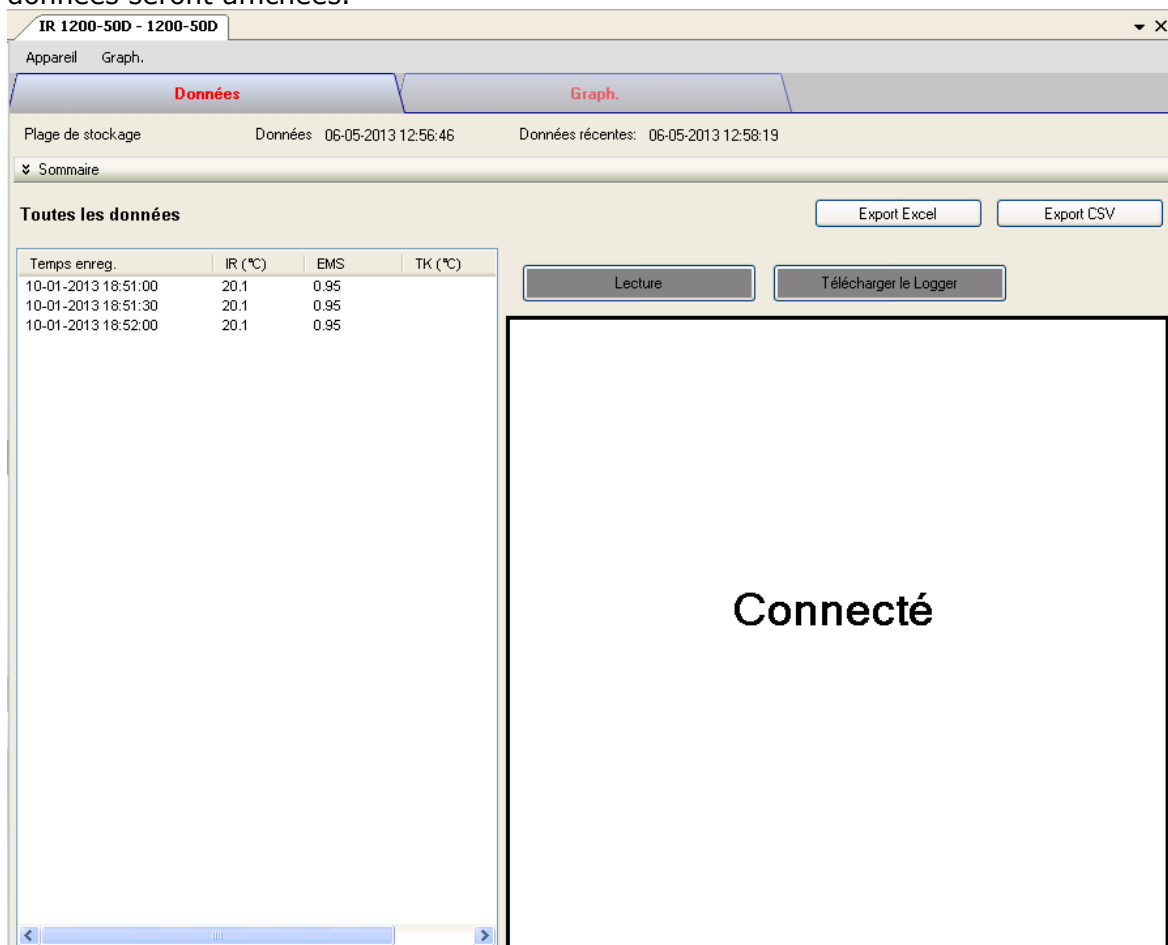 données seront affichées.
IR 1200-50D - 1200-50D
Appareil Graph.
Données Graph.
Plage de stockage Données 06-05-2013 12:56:46 Données récentes: 06-05-2013 12:58:19
Sommaire
Toutes les données Export Excel Export CSV
Temps enreg. IR (℃) EMS TK (℃)
Lecture Télécharger le Logger
10-01-2013 18:51:00 20.1 0.95
10-01-2013 18:51:30 20.1 0.95
10-01-2013 18:52:00 20.1 0.95
Connecté